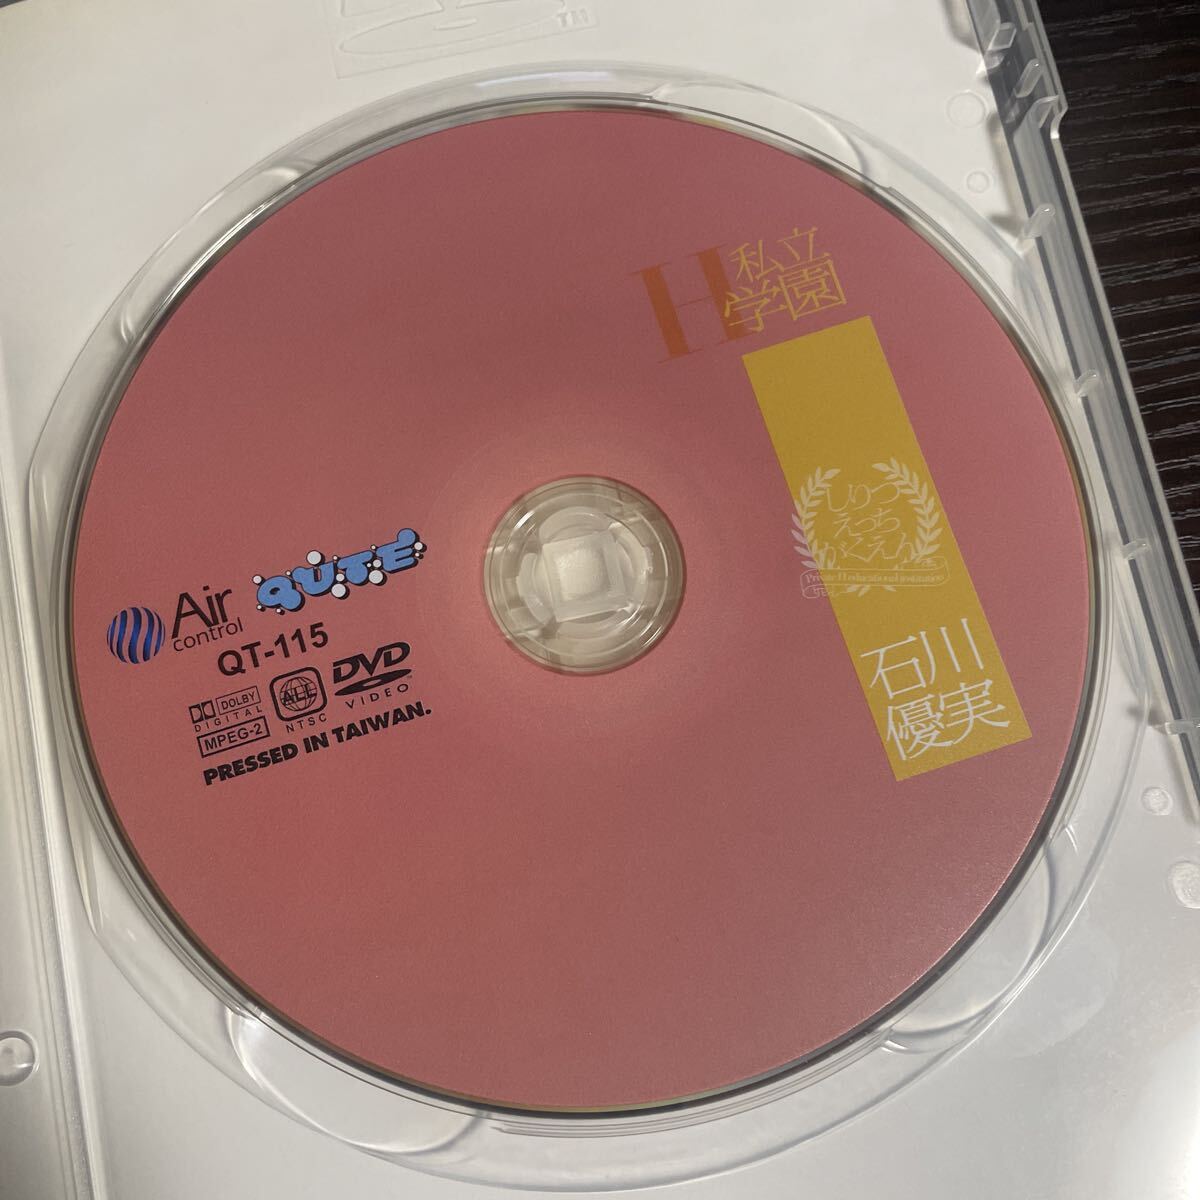 TM
H
私立
学園
しりつ
えっち
がくえん
Private H educational institution
石川
優実
Air
control
QUTE
QT-115
DOLBY
DIGITAL
MPEG-2
ALL
NTSC
DVD
VIDEO
PRESSED IN TAIWAN.